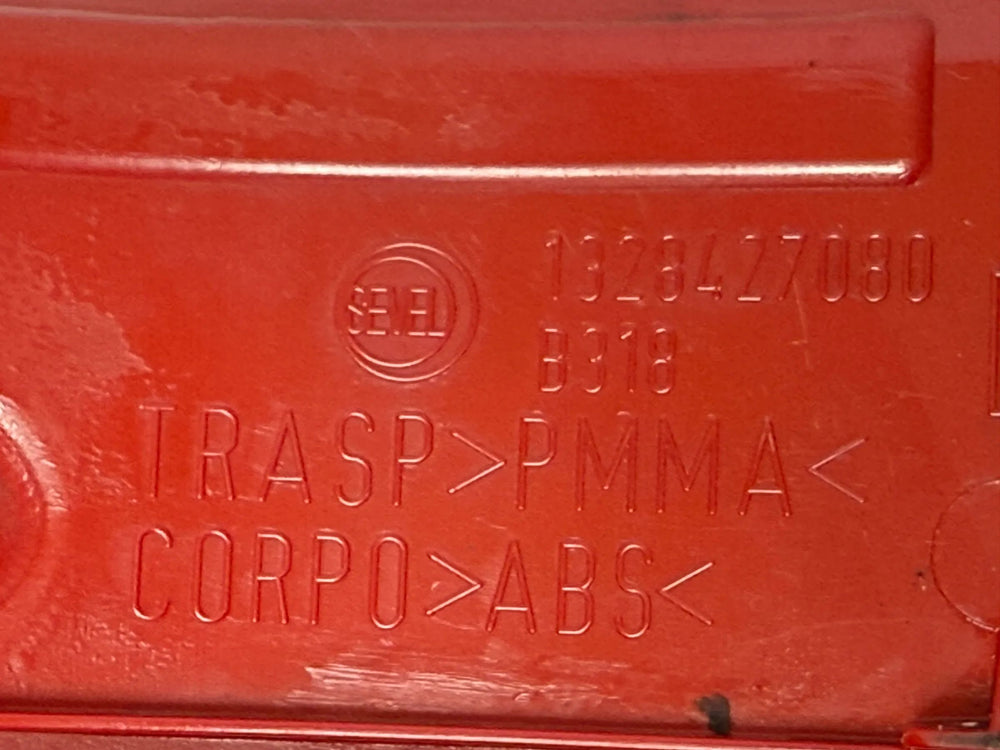 SEVEL
1328427080
B318
TRASP>PMMA<
CORPO>ABS<